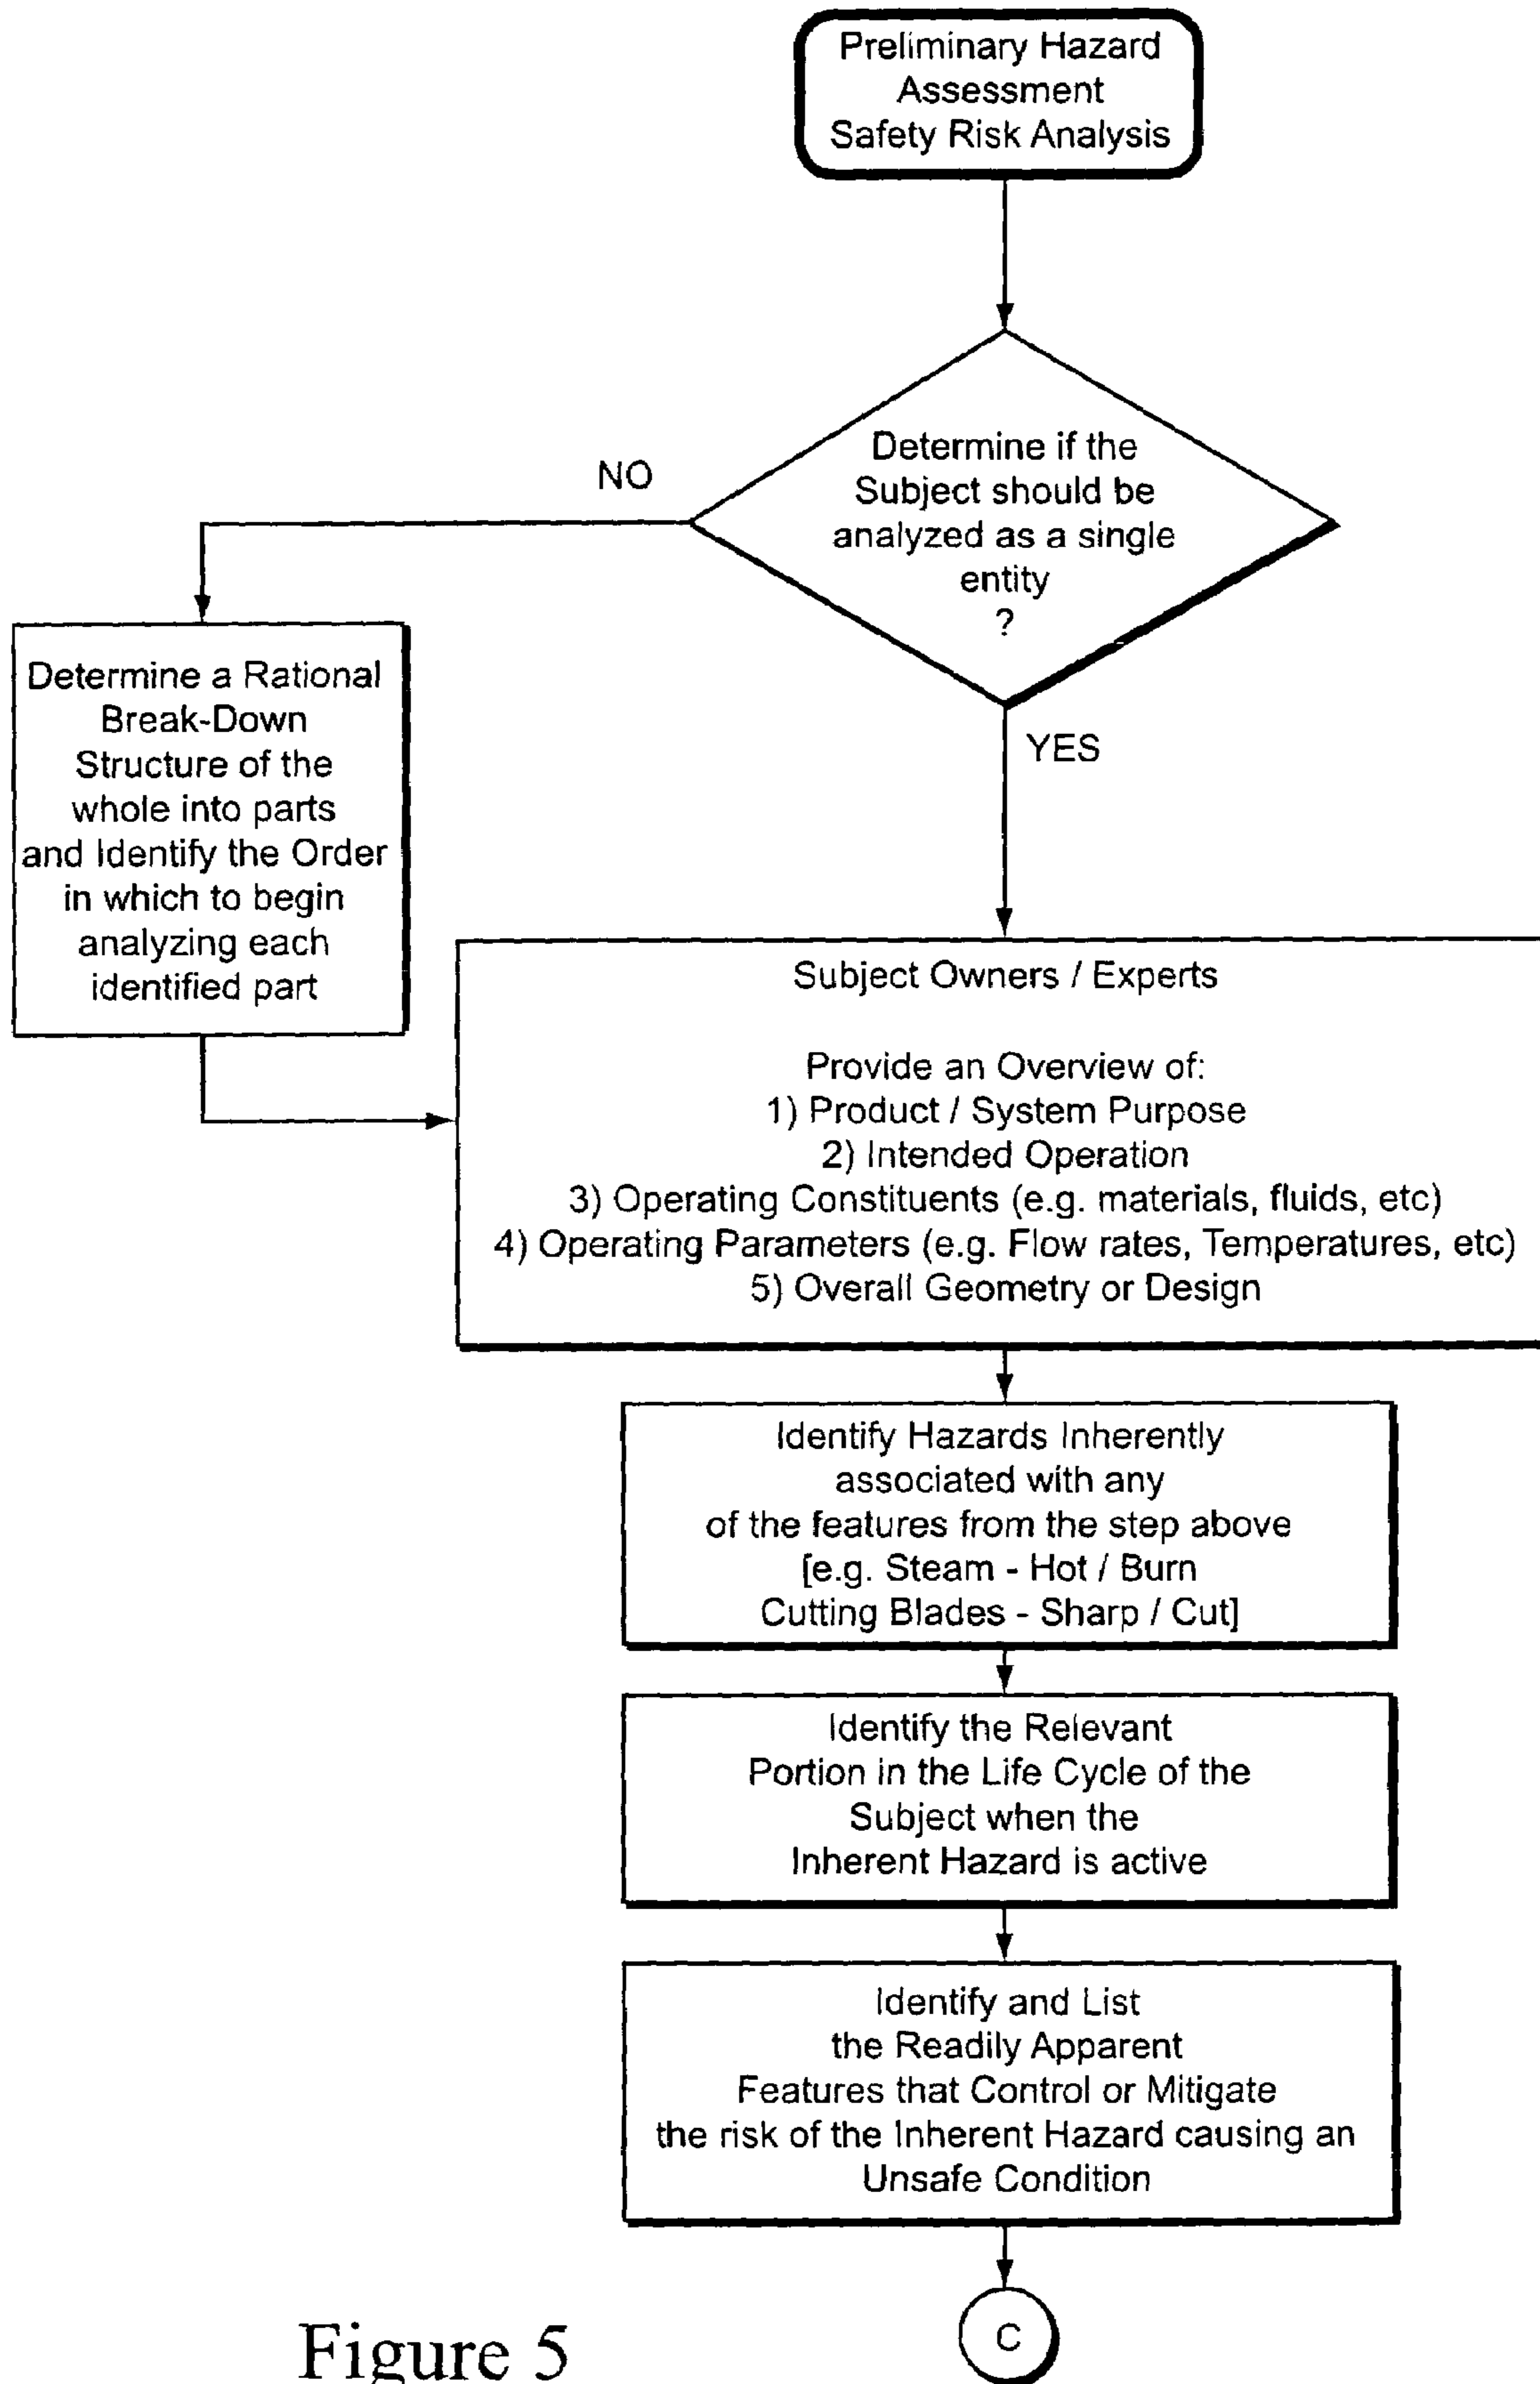 Preliminary Hazard
Assessment
Safety Risk Analysis
Determine if the
Subject should be
analyzed as a single
entity
?
NO
YES
Determine a Rational
Break-Down
Structure of the
whole into parts
and Identify the Order
in which to begin
analyzing each
identified part
Subject Owners / Experts
Provide an Overview of:
1) Product / System Purpose
2) Intended Operation
3) Operating Constituents (e.g. materials, fluids, etc)
4) Operating Parameters (e.g. Flow rates, Temperatures, etc)
5) Overall Geometry or Design
Identify Hazards Inherently
associated with any
of the features from the step above
[e.g. Steam - Hot / Burn
Cutting Blades - Sharp / Cut]
Identify the Relevant
Portion in the Life Cycle of the
Subject when the
Inherent Hazard is active
Identify and List
the Readily Apparent
Features that Control or Mitigate
the risk of the Inherent Hazard causing an
Unsafe Condition
C
Figure 5